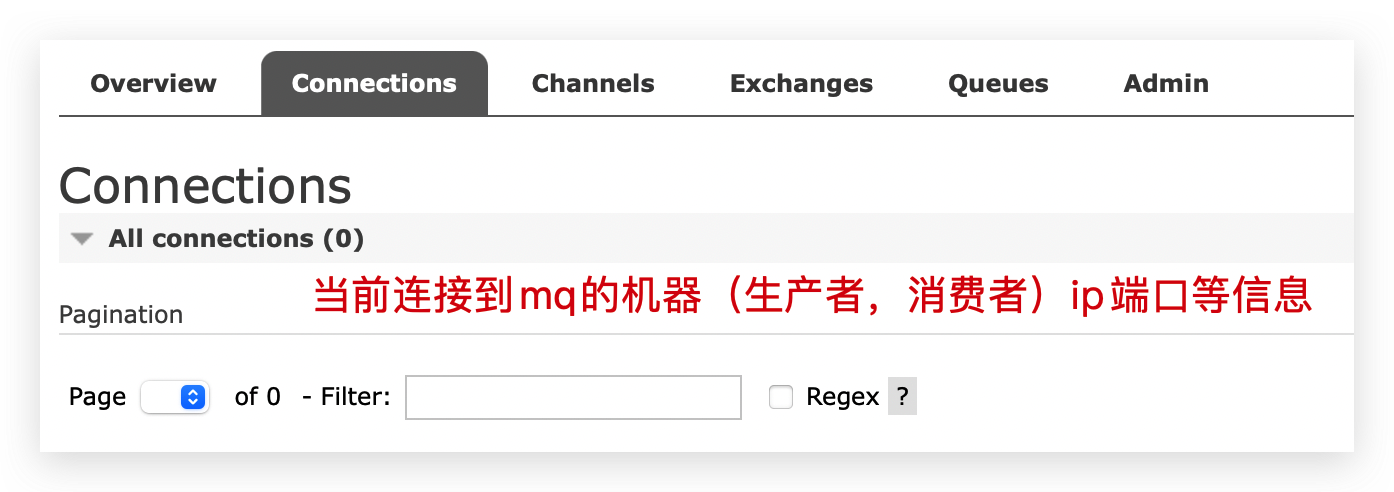 Overview Connections Channels Exchanges Queues Admin
Connections
All connections (0)
当前连接到mq的机器（生产者，消费者）ip端口等信息
Pagination
Page of 0 - Filter: Regex ?